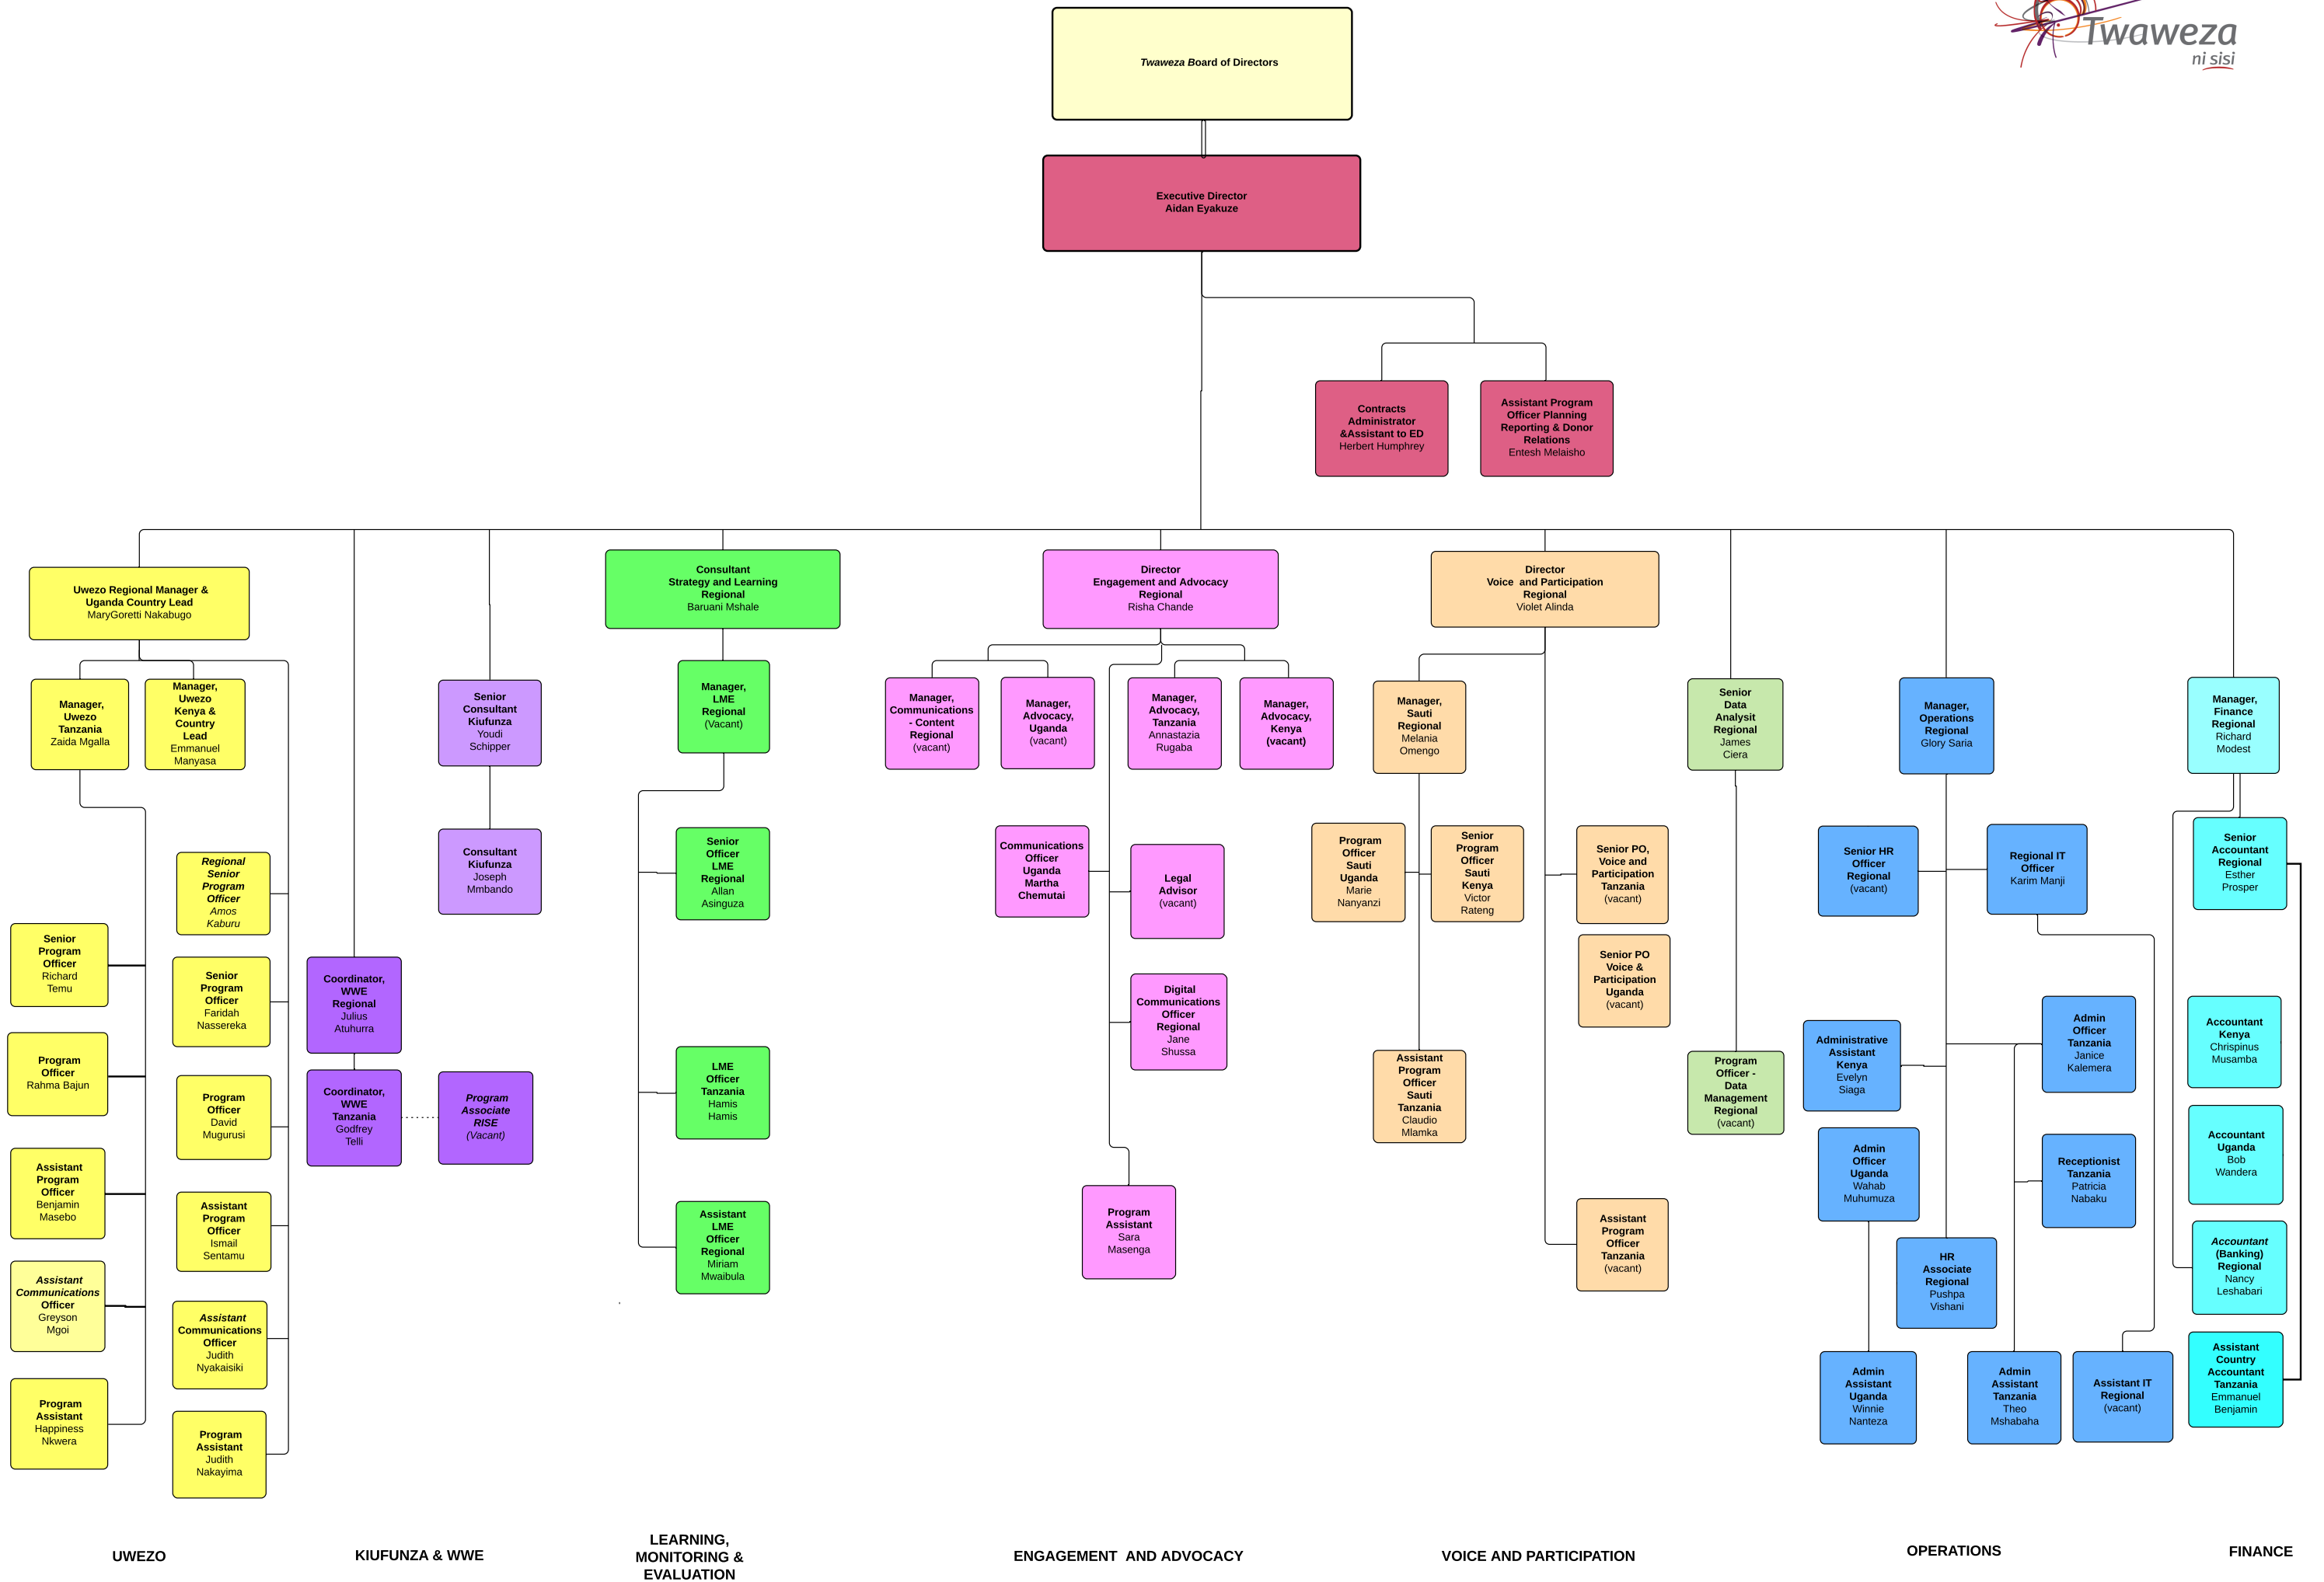 Twaweza
ni sisi
Twaweza Board of Directors
Executive Director
Aidan Eyakuze
Contracts
Administrator
&Assistant to ED
Herbert Humphrey
Assistant Program
Officer Planning
Reporting & Donor
Relations
Entesh Melaisho
Uwezo Regional Manager &
Uganda Country Lead
MaryGoretti Nakabugo
Consultant
Strategy and Learning
Regional
Baruani Mshale
Director
Engagement and Advocacy
Regional
Risha Chande
Director
Voice and Participation
Regional
Violet Alinda
Manager,
Uwezo
Tanzania
Zaida Mgalla
Manager,
Uwezo
Kenya &
Country
Lead
Emmanuel
Manyasa
Senior
Consultant
Kiufunza
Youdi
Schipper
Manager,
LME
Regional
(Vacant)
Manager,
Communications
- Content
Regional
(vacant)
Manager,
Advocacy,
Uganda
(vacant)
Manager,
Advocacy,
Tanzania
Annastazia
Rugaba
Manager,
Advocacy,
Kenya
(vacant)
Manager,
Sauti
Regional
Melania
Omengo
Senior
Data
Analysit
Regional
James
Ciera
Manager,
Operations
Regional
Glory Saria
Manager,
Finance
Regional
Richard
Modest
Regional
Senior
Program
Officer
Amos
Kaburu
Consultant
Kiufunza
Joseph
Mmbando
Senior
Officer
LME
Regional
Allan
Asinguza
Communications
Officer
Uganda
Martha
Chemutai
Legal
Advisor
(vacant)
Program
Officer
Sauti
Uganda
Marie
Nanyanzi
Senior
Program
Officer
Sauti
Kenya
Victor
Rateng
Senior PO,
Voice and
Participation
Tanzania
(vacant)
Senior HR
Officer
Regional
(vacant)
Regional IT
Officer
Karim Manji
Senior
Accountant
Regional
Esther
Prosper
Senior
Program
Officer
Richard
Temu
Senior
Program
Officer
Faridah
Nassereka
Coordinator,
WWE
Regional
Julius
Atuhurra
Digital
Communications
Officer
Regional
Jane
Shussa
Senior PO
Voice &
Participation
Uganda
(vacant)
Program
Officer
Rahma Bajun
Program
Officer
David
Mugurusi
Coordinator,
WWE
Tanzania
Godfrey
Telli
Program
Associate
RISE
(Vacant)
LME
Officer
Tanzania
Hamis
Hamis
Assistant
Program
Officer
Sauti
Tanzania
Claudio
Mlamka
Program
Officer -
Data
Management
Regional
(vacant)
Administrative
Assistant
Kenya
Evelyn
Siaga
Admin
Officer
Tanzania
Janice
Kalemera
Accountant
Kenya
Chrispinus
Musamba
Assistant
Program
Officer
Benjamin
Masebo
Assistant
Program
Officer
Ismail
Sentamu
Assistant
LME
Officer
Regional
Miriam
Mwaibula
Program
Assistant
Sara
Masenga
Assistant
Program
Officer
Tanzania
(vacant)
Admin
Officer
Uganda
Wahab
Muhumuza
Receptionist
Tanzania
Patricia
Nabaku
Accountant
Uganda
Bob
Wandera
Assistant
Communications
Officer
Greyson
Mgoi
Assistant
Communications
Officer
Judith
Nyakaisiki
HR
Associate
Regional
Pushpa
Vishani
Accountant
(Banking)
Regional
Nancy
Leshabari
Program
Assistant
Happiness
Nkwera
Program
Assistant
Judith
Nakayima
Admin
Assistant
Uganda
Winnie
Nanteza
Admin
Assistant
Tanzania
Theo
Mshabaha
Assistant IT
Regional
(vacant)
Assistant
Country
Accountant
Tanzania
Emmanuel
Benjamin
UWEZO
KIUFUNZA & WWE
LEARNING,
MONITORING &
EVALUATION
ENGAGEMENT AND ADVOCACY
VOICE AND PARTICIPATION
OPERATIONS
FINANCE